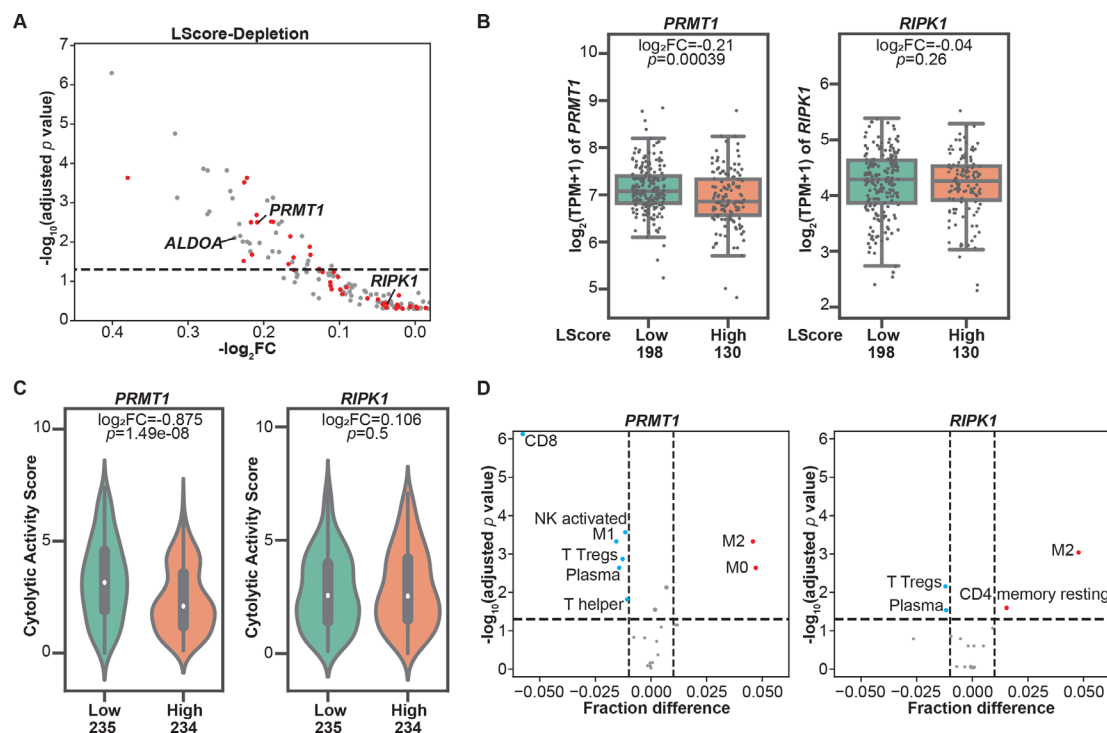 A
LScore-Depletion
-log₁₀(adjusted p value)
7
6
5
4
3
2
1
0
PRMT1
ALDOA
RIPK1
0.4
0.3
0.2
0.1
0.0
-log₂FC
B
PRMT1
log₂FC=-0.21
p=0.00039
log₂(TPM+1) of PRMT1
10
9
8
7
6
5
LScore
Low
198
High
130
RIPK1
log₂FC=-0.04
p=0.26
log₂(TPM+1) of RIPK1
6
5
4
3
2
LScore
Low
198
High
130
C
PRMT1
log₂FC=-0.875
p=1.49e-08
Cytolytic Activity Score
10
5
0
Low
235
High
234
RIPK1
log₂FC=0.106
p=0.5
Cytolytic Activity Score
10
5
0
Low
235
High
234
D
PRMT1
-log₁₀(adjusted p value)
6
5
4
3
2
1
0
CD8
NK activated
M1
T Tregs
Plasma
T helper
M2
M0
-0.050
-0.025
0.000
0.025
0.050
Fraction difference
RIPK1
-log₁₀(adjusted p value)
6
5
4
3
2
1
0
M2
T Tregs
Plasma
CD4 memory resting
-0.050
-0.025
0.000
0.025
0.050
Fraction difference